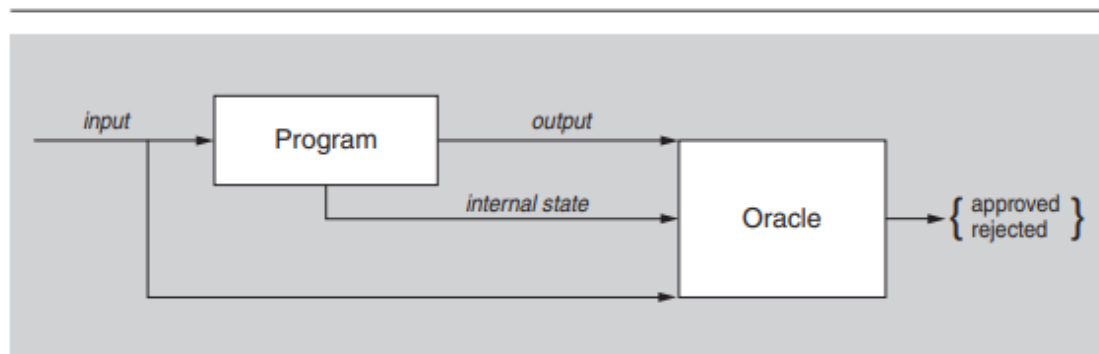 input
Program
output
internal state
Oracle
{ approved
rejected }